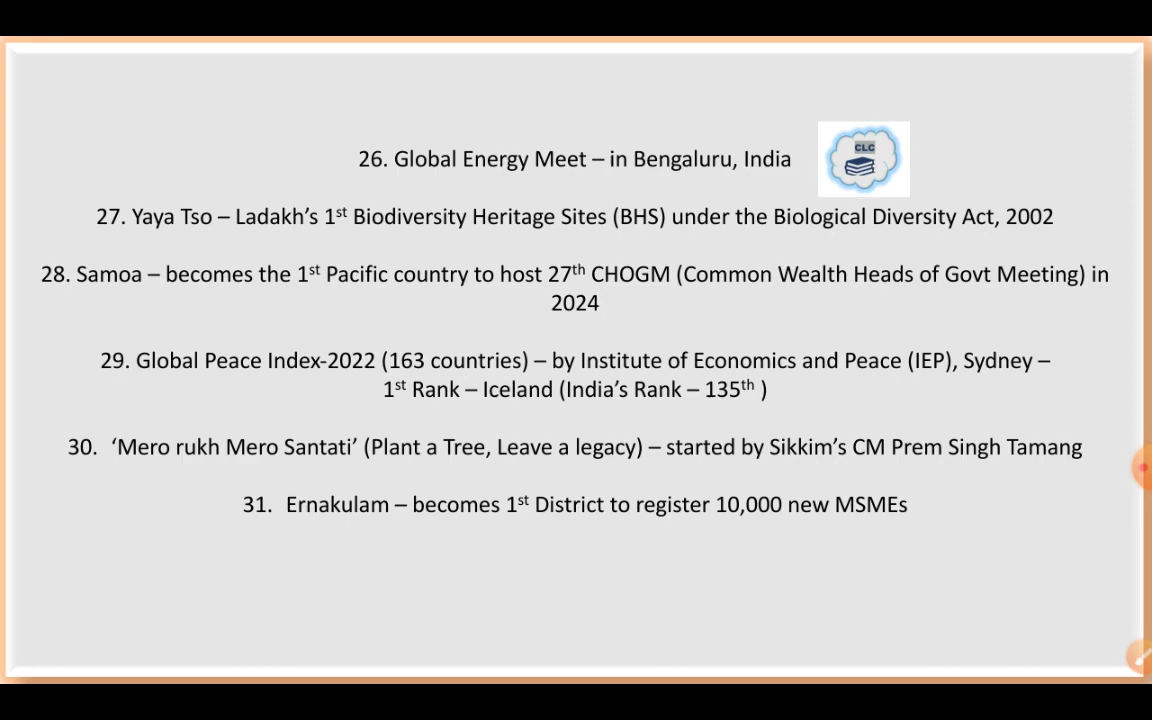 26. Global Energy Meet – in Bengaluru, India
CLC
27. Yaya Tso – Ladakh's 1st Biodiversity Heritage Sites (BHS) under the Biological Diversity Act, 2002
28. Samoa – becomes the 1st Pacific country to host 27th CHOGM (Common Wealth Heads of Govt Meeting) in
2024
29. Global Peace Index-2022 (163 countries) – by Institute of Economics and Peace (IEP), Sydney –
1st Rank – Iceland (India's Rank – 135th )
30. ‘Mero rukh Mero Santati’ (Plant a Tree, Leave a legacy) – started by Sikkim's CM Prem Singh Tamang
31. Ernakulam – becomes 1st District to register 10,000 new MSMEs